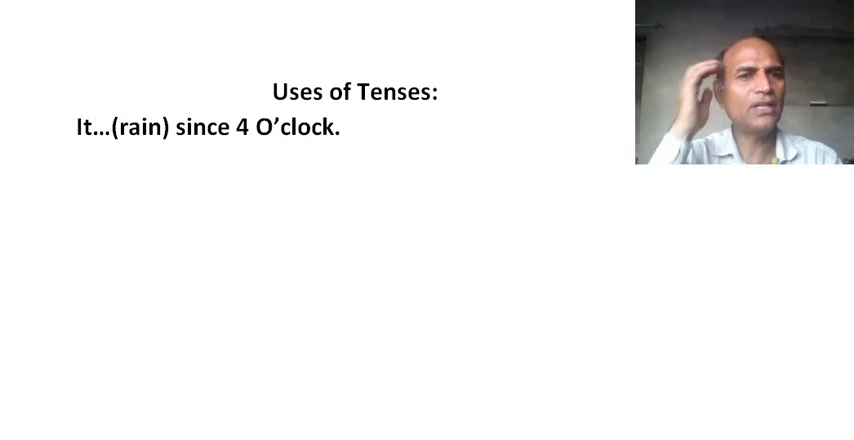 Uses of Tenses:
It...(rain) since 4 O’clock.